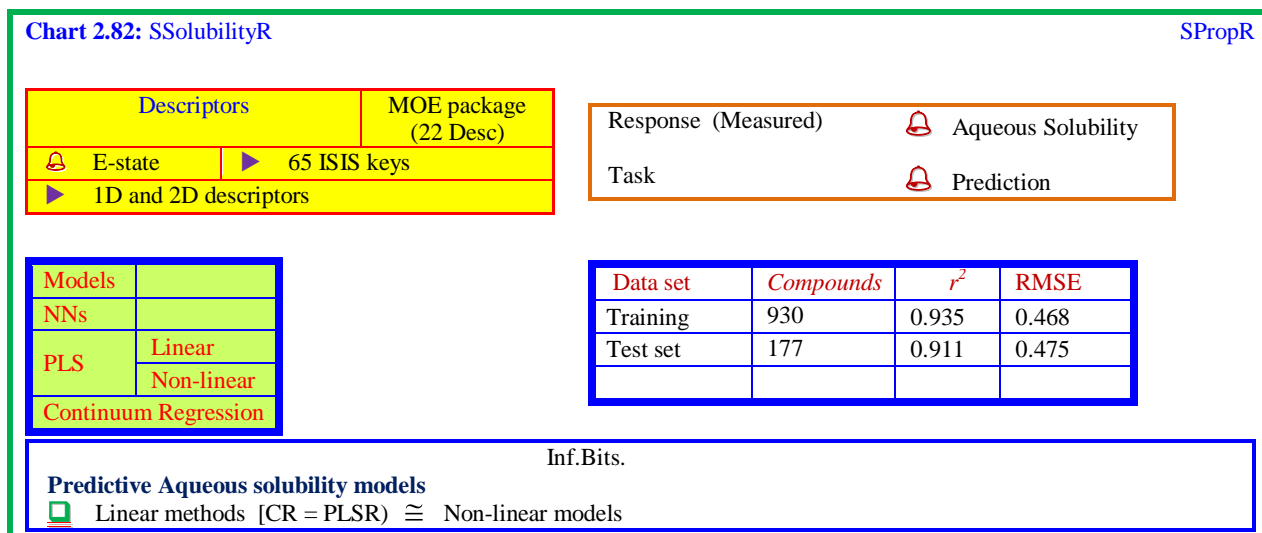 Chart 2.82: SSolubilityR SPropR
Descriptors MOE package
(22 Desc)
E-state 65 ISIS keys
1D and 2D descriptors
Response (Measured) Aqueous Solubility
Task Prediction
Models
NNs
PLS Linear
Non-linear
Continuum Regression
Data set Compounds r² RMSE
Training 930 0.935 0.468
Test set 177 0.911 0.475
Inf.Bits.
Predictive Aqueous solubility models
Linear methods [CR = PLSR) ≅ Non-linear models